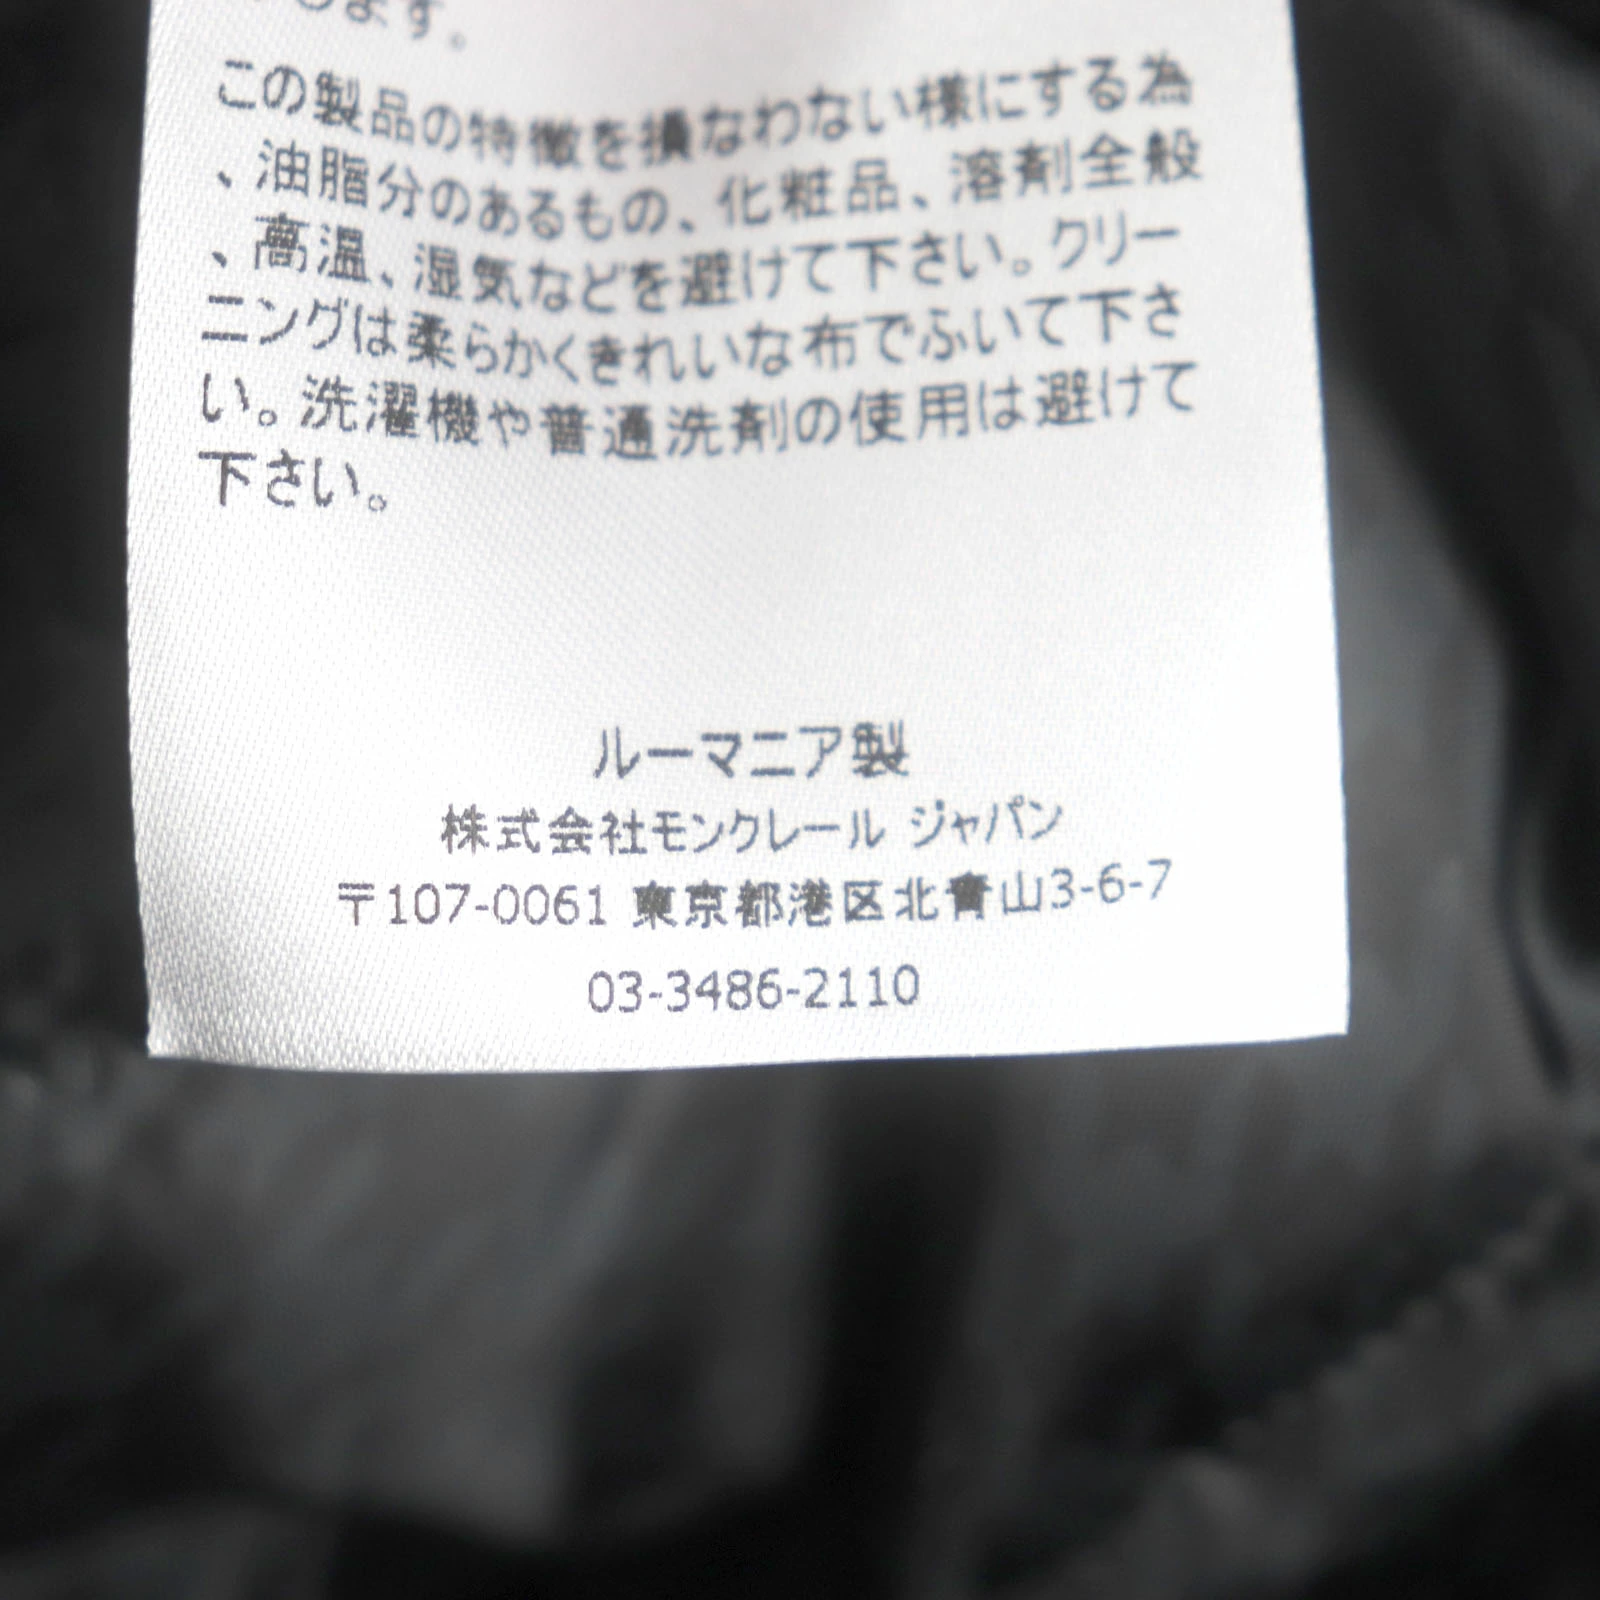 します。
この製品の特徴を損なわない様にする為
、油脂分のあるもの、化粧品、溶剤全般
、高温、湿気などを避けて下さい。クリー
ニングは柔らかくきれいな布でふいて下さ
い。洗濯機や普通洗剤の使用は避けて
下さい。
ルーマニア製
株式会社モンクレール ジャパン
〒107-0061 東京都港区北青山3-6-7
03-3486-2110